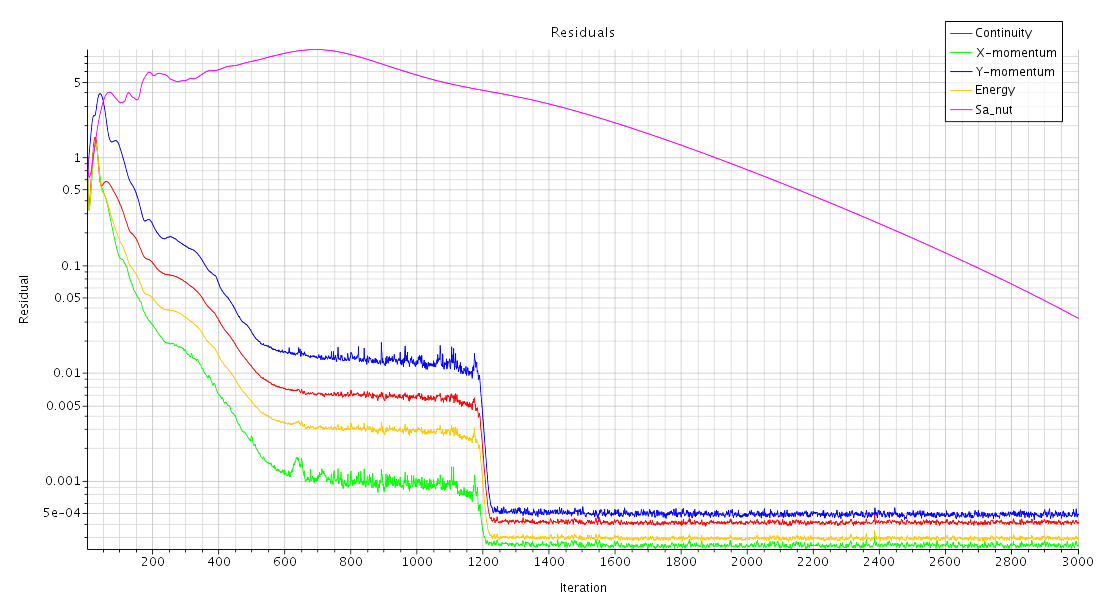 Residuals
Continuity
X-momentum
Y-momentum
Energy
Sa_nut
5
1
0.5
0.1
0.05
0.01
0.005
0.001
5e-04
Residual
200 400 600 800 1000 1200 1400 1600 1800 2000 2200 2400 2600 2800 3000
Iteration